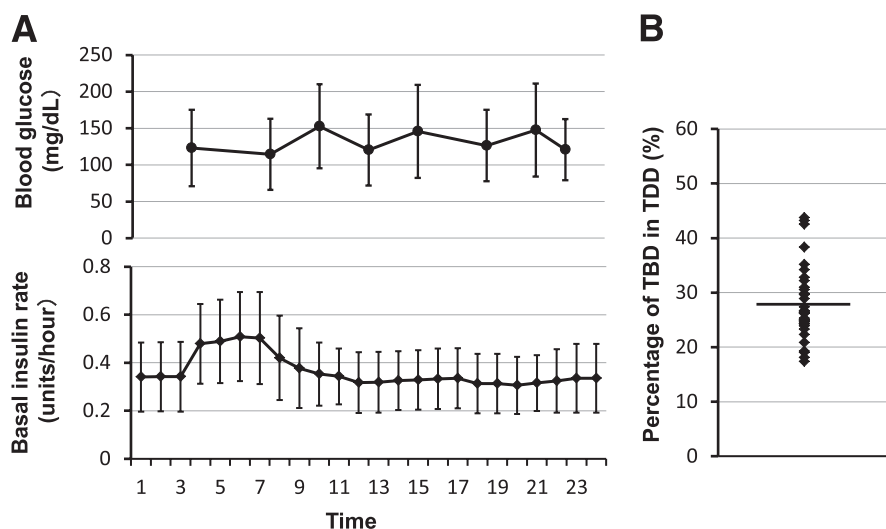 A
Blood glucose
(mg/dL)
250
200
150
100
50
0
Basal insulin rate
(units/hour)
0.8
0.6
0.4
0.2
0
1 3 5 7 9 11 13 15 17 19 21 23
Time
B
Percentage of TBD in TDD (%)
60
50
40
30
20
10
0